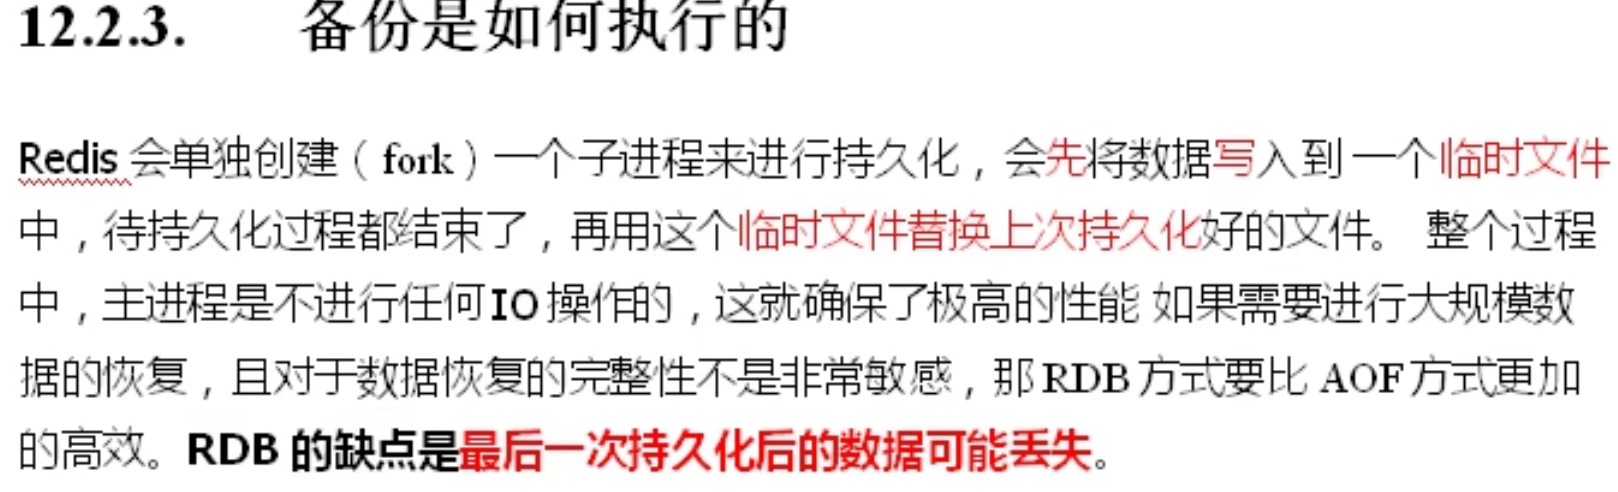 12.2.3. 备份是如何执行的
Redis 会单独创建（fork）一个子进程来进行持久化，会先将数据写入到 一个临时文件
中，待持久化过程都结束了，再用这个临时文件替换上次持久化好的文件。 整个过程
中，主进程是不进行任何IO操作的，这就确保了极高的性能 如果需要进行大规模数
据的恢复，且对于数据恢复的完整性不是非常敏感，那RDB方式要比 AOF方式更加
的高效。RDB 的缺点是最后一次持久化后的数据可能丢失。